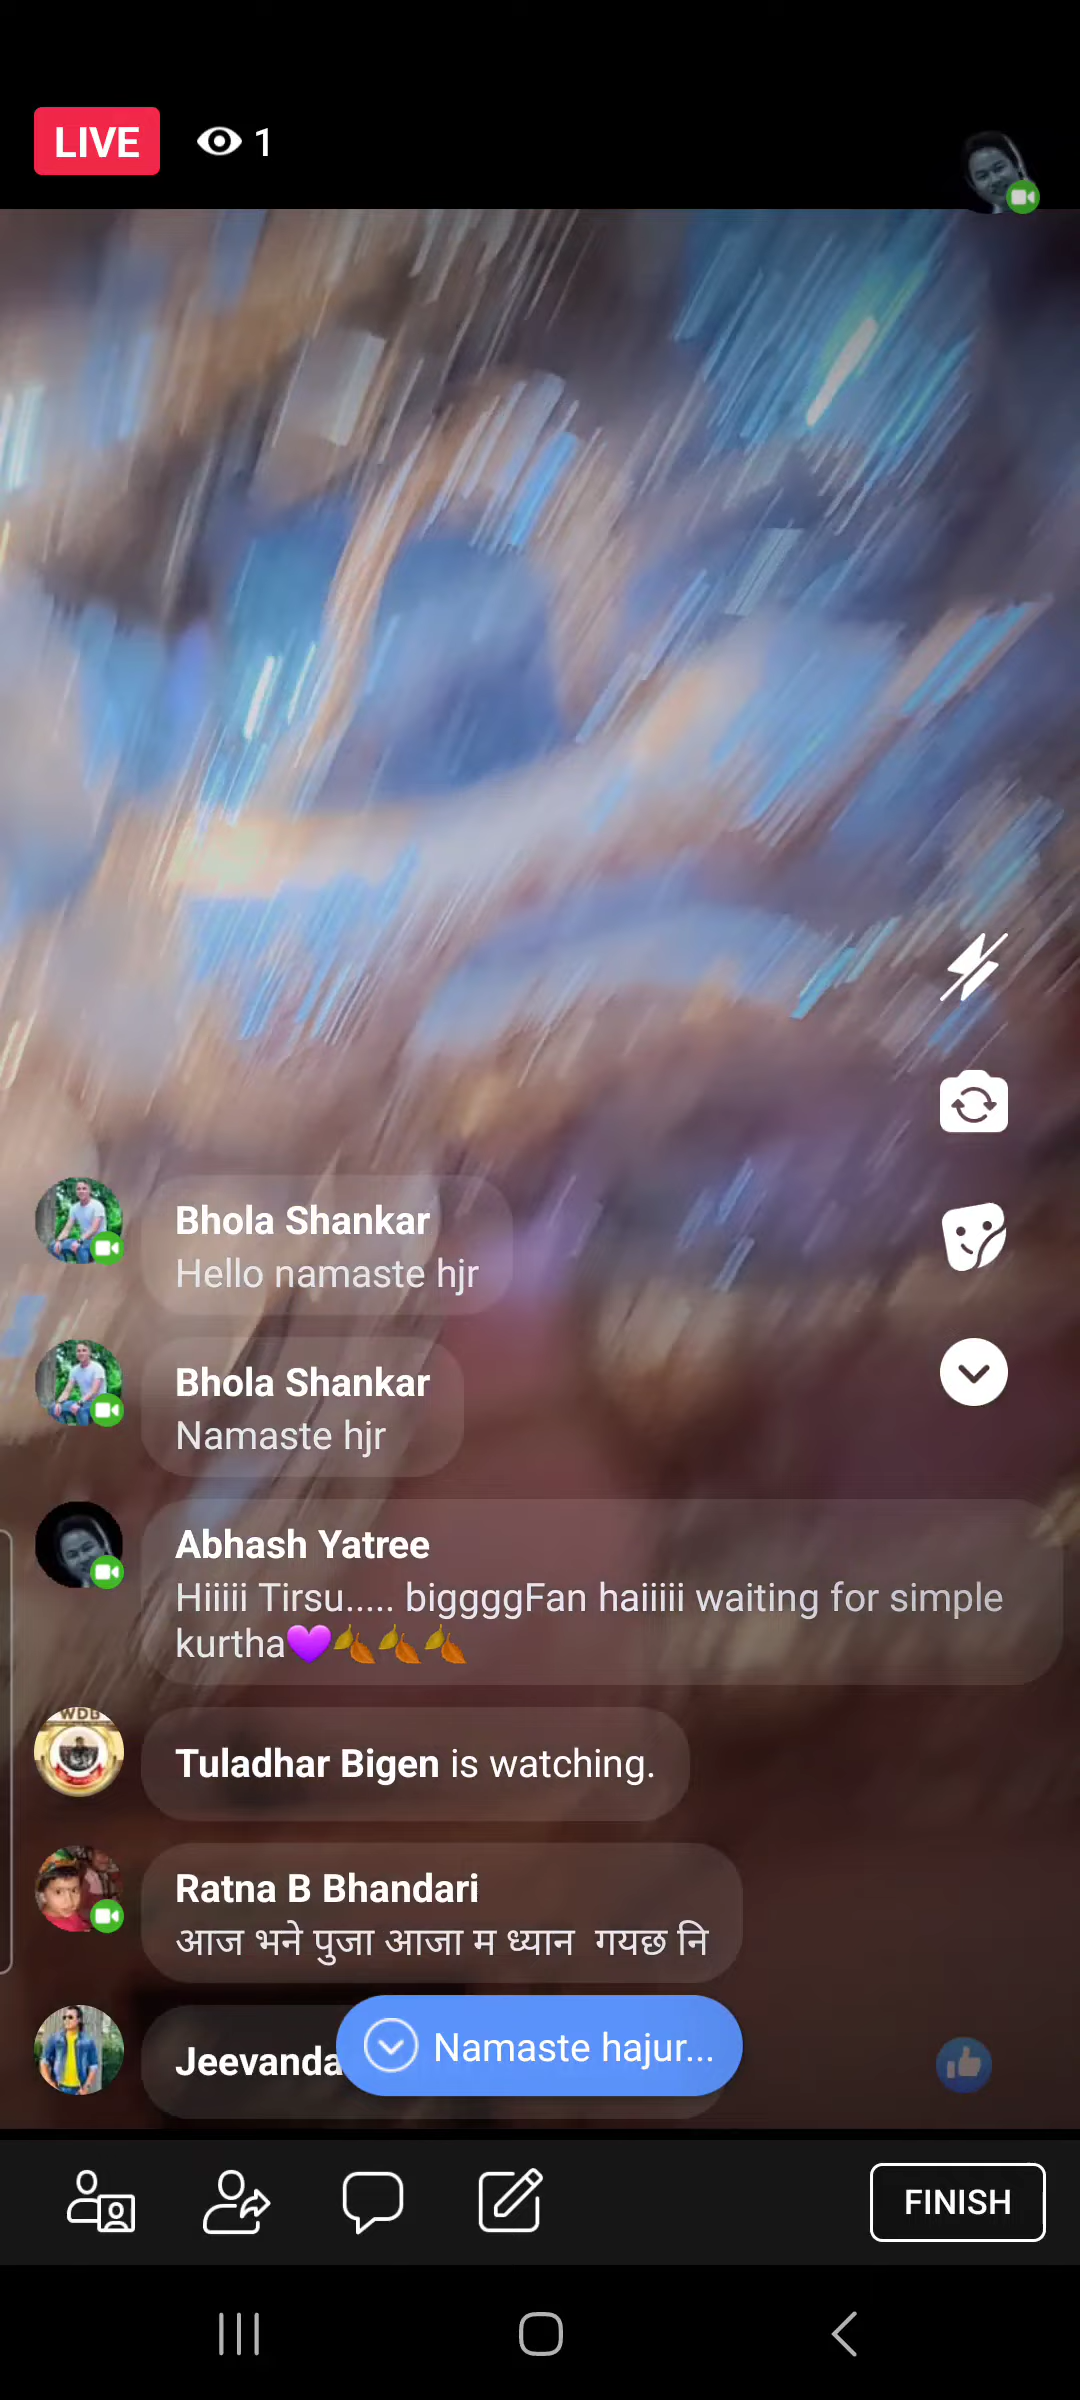 LIVE 1
Bhola Shankar
Hello namaste hjr
Bhola Shankar
Namaste hjr
Abhash Yatree
Hiiiii Tirsu..... biggggFan haiiiii waiting for simple
kurtha💜🍂🍂🍂
WDB
Tuladhar Bigen is watching.
Ratna B Bhandari
आज भने पुजा आजा म ध्यान  गयछ नि
Jeevanda
Namaste hajur...
FINISH